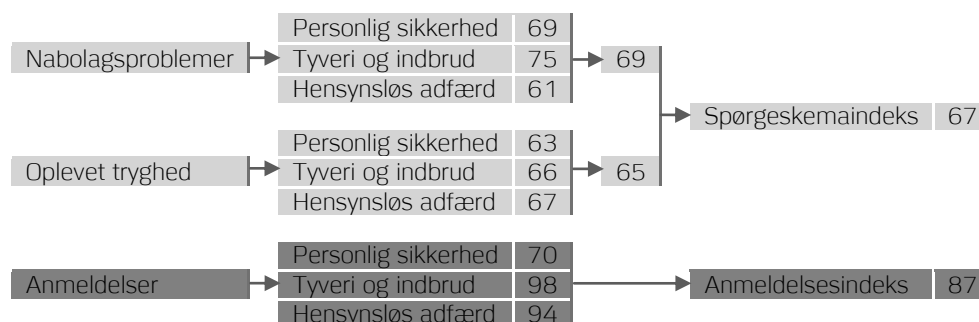 Personlig sikkerhed 69
Nabolagsproblemer Tyveri og indbrud 75 69
Hensynsløs adfærd 61
Spørgeskemaindeks 67
Personlig sikkerhed 63
Oplevet tryghed Tyveri og indbrud 66 65
Hensynsløs adfærd 67
Personlig sikkerhed 70
Anmeldelser Tyveri og indbrud 98 Anmeldelsesindeks 87
Hensynsløs adfærd 94